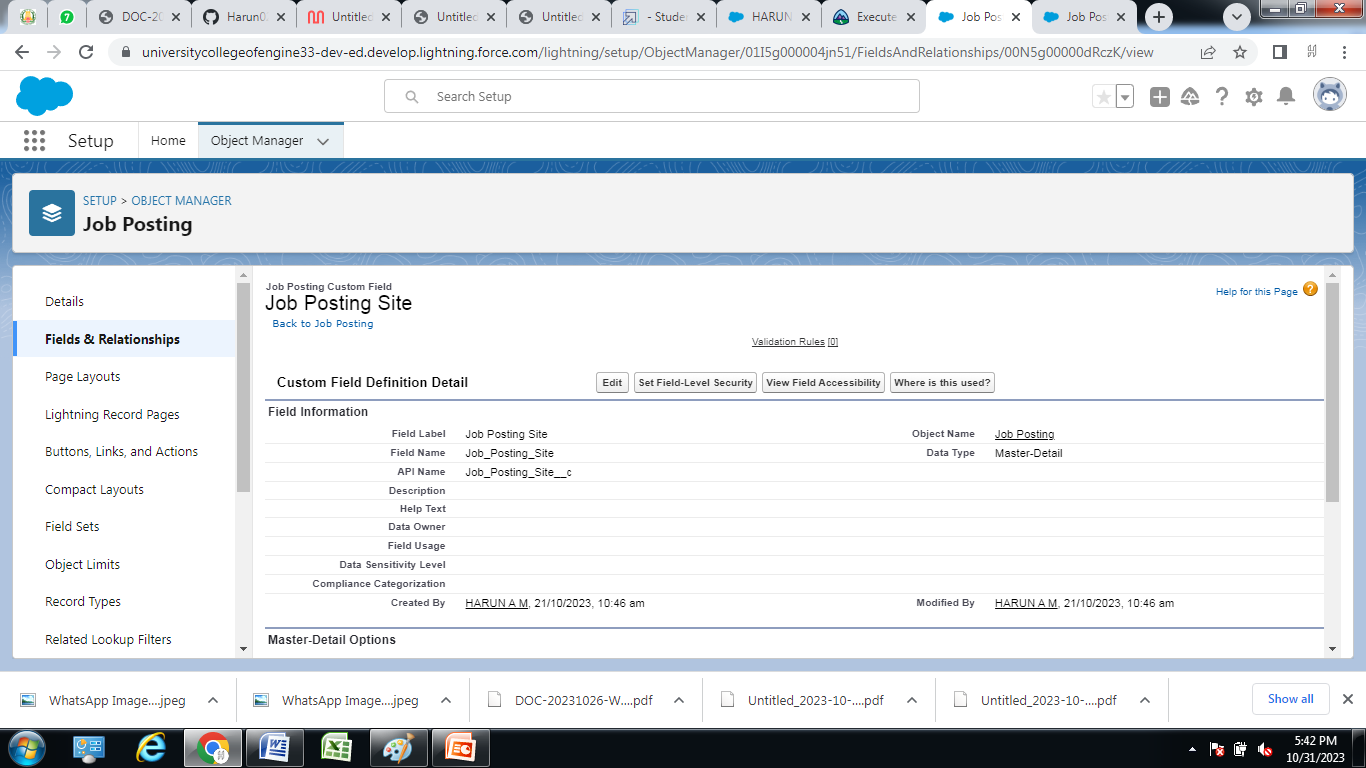 DOC-20
Harun02
Untitled
Untitled
Untitled
- Studen
HARUN
Execute
Job Pos
Job Pos
universitycollegeofengine33-dev-ed.develop.lightning.force.com/lightning/setup/ObjectManager/01I5g000004jn51/FieldsAndRelationships/00N5g00000dRczK/view
Search Setup
Setup
Home
Object Manager
SETUP > OBJECT MANAGER
Job Posting
Details
Fields & Relationships
Page Layouts
Lightning Record Pages
Buttons, Links, and Actions
Compact Layouts
Field Sets
Object Limits
Record Types
Related Lookup Filters
Job Posting Custom Field
Job Posting Site
Back to Job Posting
Help for this Page
Validation Rules [0]
Custom Field Definition Detail
Edit
Set Field-Level Security
View Field Accessibility
Where is this used?
Field Information
Field Label Job Posting Site Object Name Job Posting
Field Name Job_Posting_Site Data Type Master-Detail
API Name Job_Posting_Site__c
Description
Help Text
Data Owner
Field Usage
Data Sensitivity Level
Compliance Categorization
Created By HARUN A M, 21/10/2023, 10:46 am Modified By HARUN A M, 21/10/2023, 10:46 am
Master-Detail Options
WhatsApp Image....jpeg
WhatsApp Image....jpeg
DOC-20231026-W....pdf
Untitled_2023-10-....pdf
Untitled_2023-10-....pdf
Show all
5:42 PM
10/31/2023